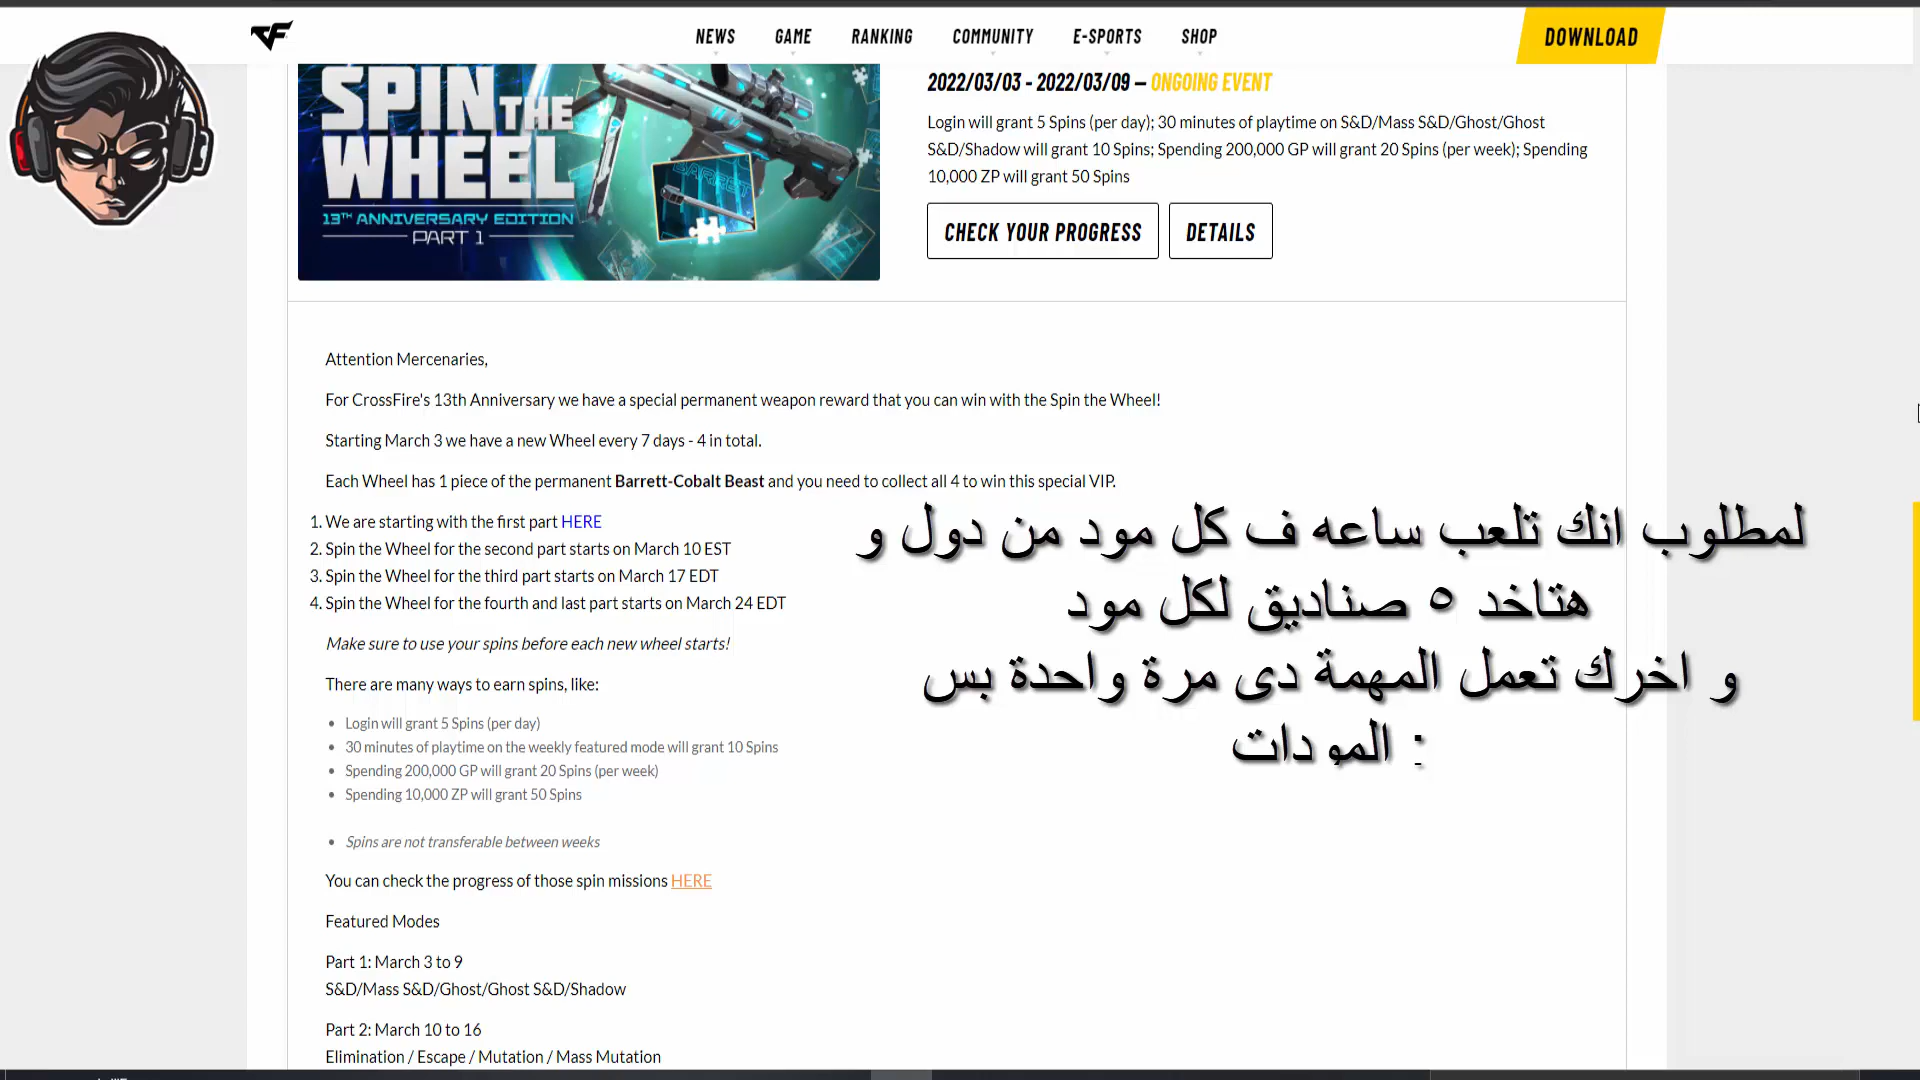 NEWS GAME RANKING COMMUNITY E-SPORTS SHOP DOWNLOAD
SPIN THE
WHEEL
13TH ANNIVERSARY EDITION
PART 1
BARRETT
2022/03/03 - 2022/03/09 – ONGOING EVENT
Login will grant 5 Spins (per day); 30 minutes of playtime on S&D/Mass S&D/Ghost/Ghost
S&D/Shadow will grant 10 Spins; Spending 200,000 GP will grant 20 Spins (per week); Spending
10,000 ZP will grant 50 Spins
CHECK YOUR PROGRESS DETAILS
Attention Mercenaries,
For CrossFire's 13th Anniversary we have a special permanent weapon reward that you can win with the Spin the Wheel!
Starting March 3 we have a new Wheel every 7 days - 4 in total.
Each Wheel has 1 piece of the permanent Barrett-Cobalt Beast and you need to collect all 4 to win this special VIP.
1. We are starting with the first part HERE
2. Spin the Wheel for the second part starts on March 10 EST
3. Spin the Wheel for the third part starts on March 17 EDT
4. Spin the Wheel for the fourth and last part starts on March 24 EDT
Make sure to use your spins before each new wheel starts!
There are many ways to earn spins, like:
• Login will grant 5 Spins (per day)
• 30 minutes of playtime on the weekly featured mode will grant 10 Spins
• Spending 200,000 GP will grant 20 Spins (per week)
• Spending 10,000 ZP will grant 50 Spins
• Spins are not transferable between weeks
You can check the progress of those spin missions HERE
Featured Modes
Part 1: March 3 to 9
S&D/Mass S&D/Ghost/Ghost S&D/Shadow
Part 2: March 10 to 16
Elimination / Escape / Mutation / Mass Mutation
لمطلوب انك تلعب ساعه ف كل مود من دول و
هتاخد ٥ صناديق لكل مود
و اخرك تعمل المهمة دى مرة واحدة بس
: المودات